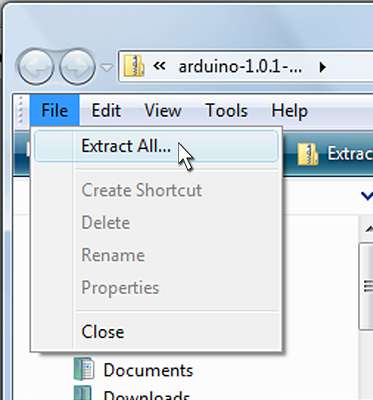 « arduino-1.0.1-...
File Edit View Tools Help
Extract All...
Extrac
Create Shortcut
Delete
Rename
Properties
Close
Documents
Downloads